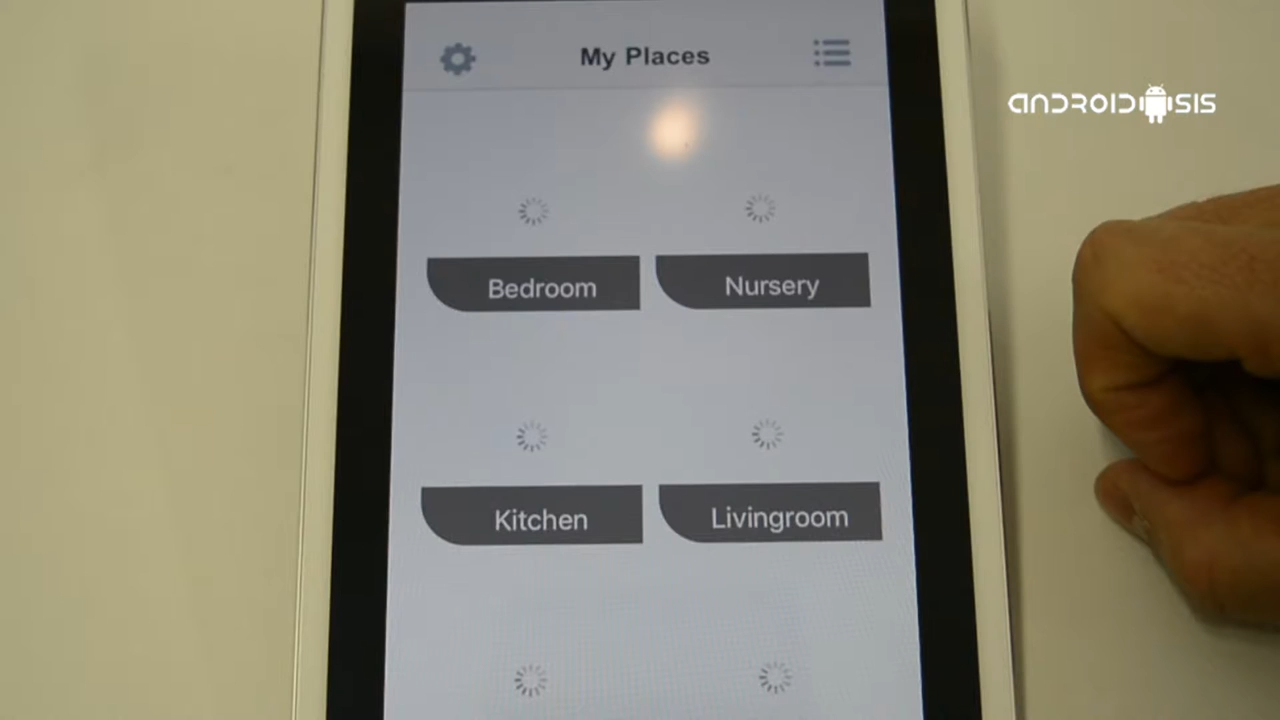 My Places
ANDROIDSIS
Bedroom
Nursery
Kitchen
Livingroom